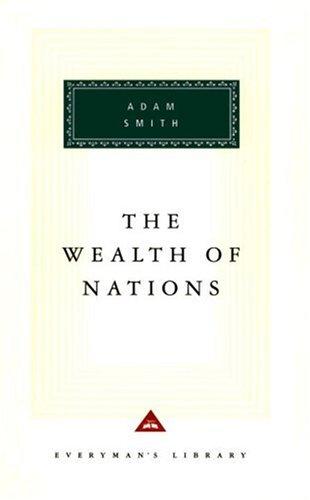 ADAM
SMITH
THE
WEALTH OF
NATIONS
EVERYMAN'S LIBRARY